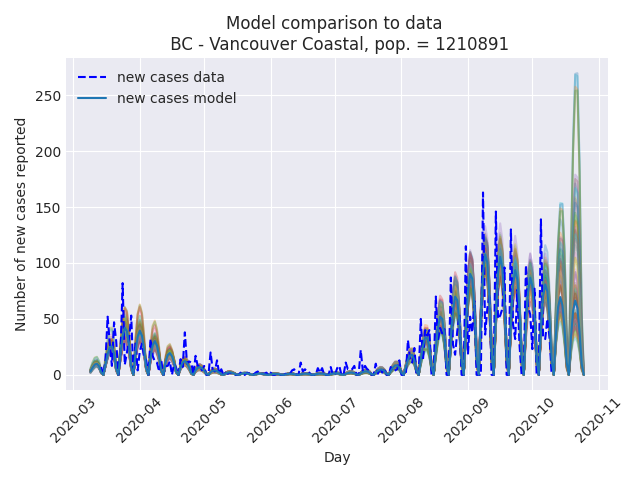 Model comparison to data
BC - Vancouver Coastal, pop. = 1210891
new cases data
new cases model
Number of new cases reported
250
200
150
100
50
0
2020-03
2020-04
2020-05
2020-06
2020-07
2020-08
2020-09
2020-10
2020-11
Day